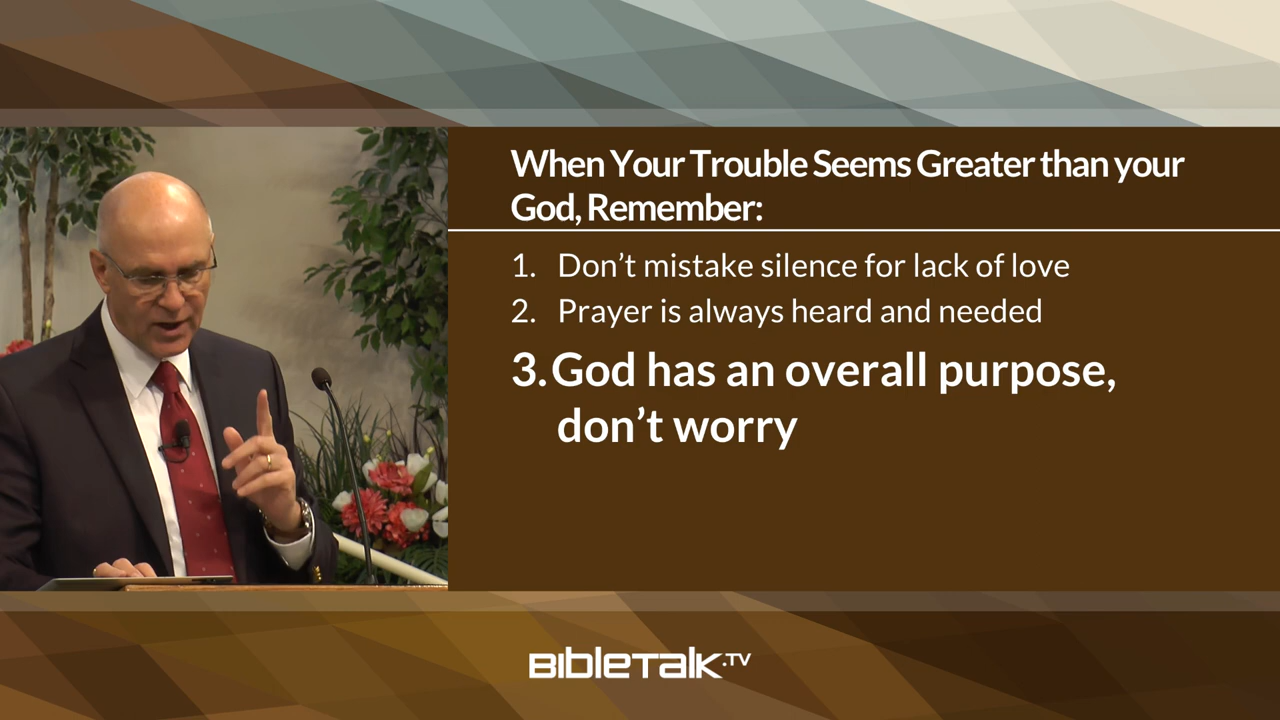 When Your Trouble Seems Greater than your
God, Remember:
1. Don't mistake silence for lack of love
2. Prayer is always heard and needed
3. God has an overall purpose,
don't worry
BIBLETALK.TV